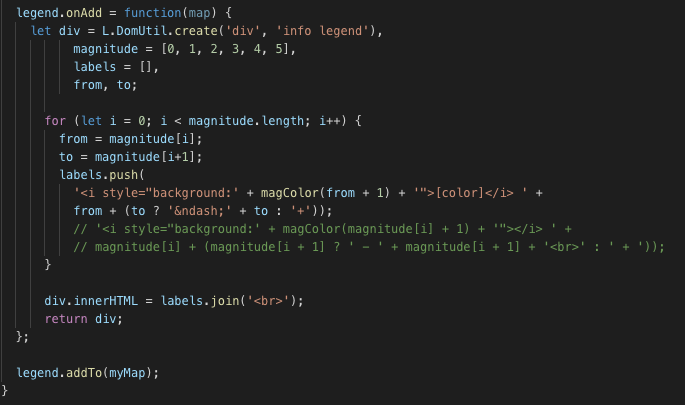 legend.onAdd = function(map) {
let div = L.DomUtil.create('div', 'info legend'),
magnitude = [0, 1, 2, 3, 4, 5],
labels = [],
from, to;
for (let i = 0; i < magnitude.length; i++) {
from = magnitude[i];
to = magnitude[i+1];
labels.push(
'<i style="background:' + magColor(from + 1) + '">[color]</i> ' +
from + (to ? '&ndash;' + to : '+'));
// '<i style="background:' + magColor(magnitude[i] + 1) + '"></i> ' +
// magnitude[i] + (magnitude[i + 1] ? ' - ' + magnitude[i + 1] + '<br>' : ' + '));
}
div.innerHTML = labels.join('<br>');
return div;
};
legend.addTo(myMap);
}